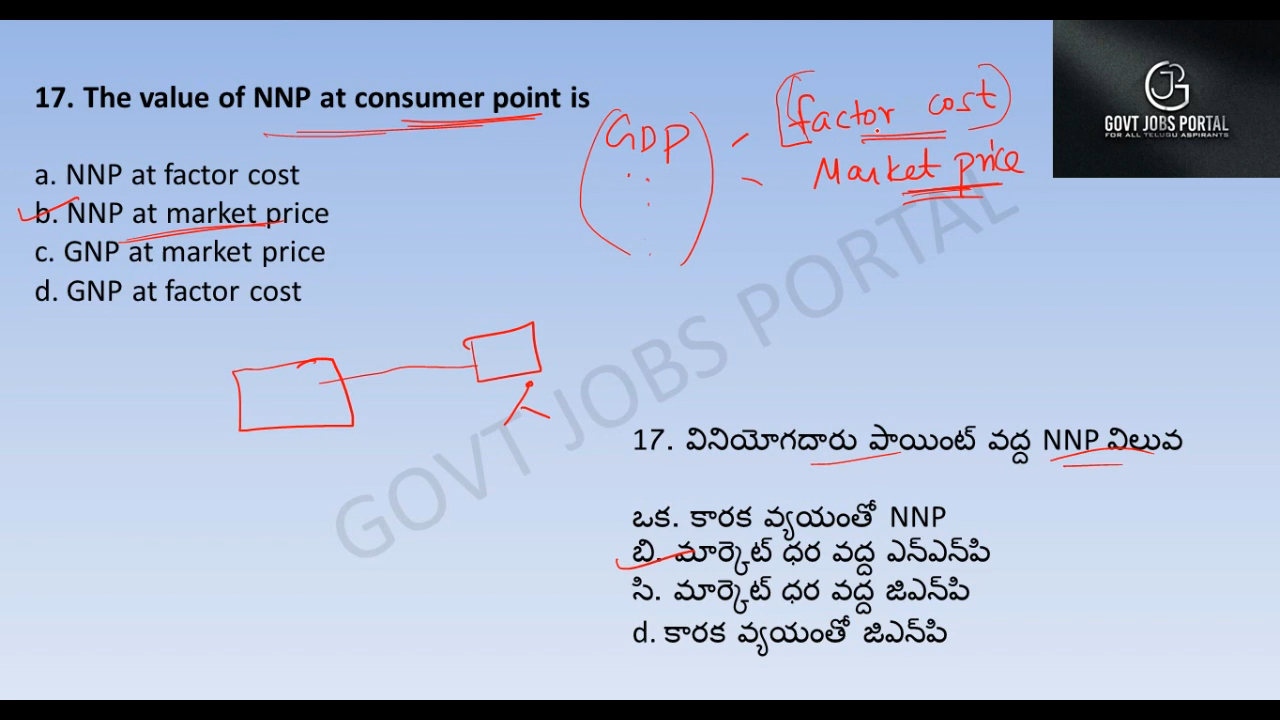 17. The value of NNP at consumer point is
a. NNP at factor cost
b. NNP at market price
c. GNP at market price
d. GNP at factor cost
GDP - [factor cost)
- Market price
GJP
GOVT JOBS PORTAL
FOR ALL TELUGU ASPIRANTS
GOVT JOBS PORTAL
17. వినియోగదారు పాయింట్ వద్ద NNP విలువ
ఒక. కారక వ్యయంతో NNP
బి. మార్కెట్ ధర వద్ద ఎన్ఎన్‌పి
సి. మార్కెట్ ధర వద్ద జిఎన్‌పి
d. కారక వ్యయంతో జిఎన్‌పి